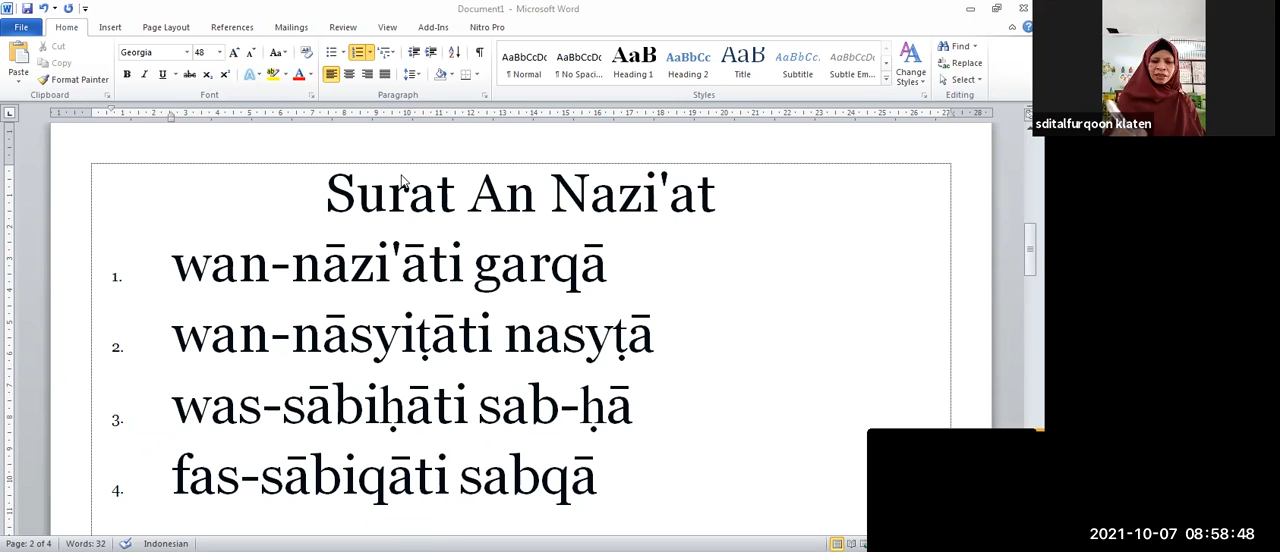 Document1 - Microsoft Word
File Home Insert Page Layout References Mailings Review View Add-Ins Nitro Pro
Cut
Copy
Format Painter
Paste
Clipboard
Georgia 48
Font
Paragraph
AaBbCcDc AaBbCcDc AaB AaBbCc AaB AaBbCc. AaBbCcDc
¶ Normal ¶ No Spaci... Heading 1 Heading 2 Title Subtitle Subtle Em...
Change Styles
Styles
Find
Replace
Select
Editing
sditalfurqoon klaten
Surat An Nazi'at
1. wan-nāzi'āti garqā
2. wan-nāsyiṭāti nasyṭā
3. was-sābiḥāti sab-ḥā
4. fas-sābiqāti sabqā
Page: 2 of 4 Words: 32 Indonesian
2021-10-07 08:58:48